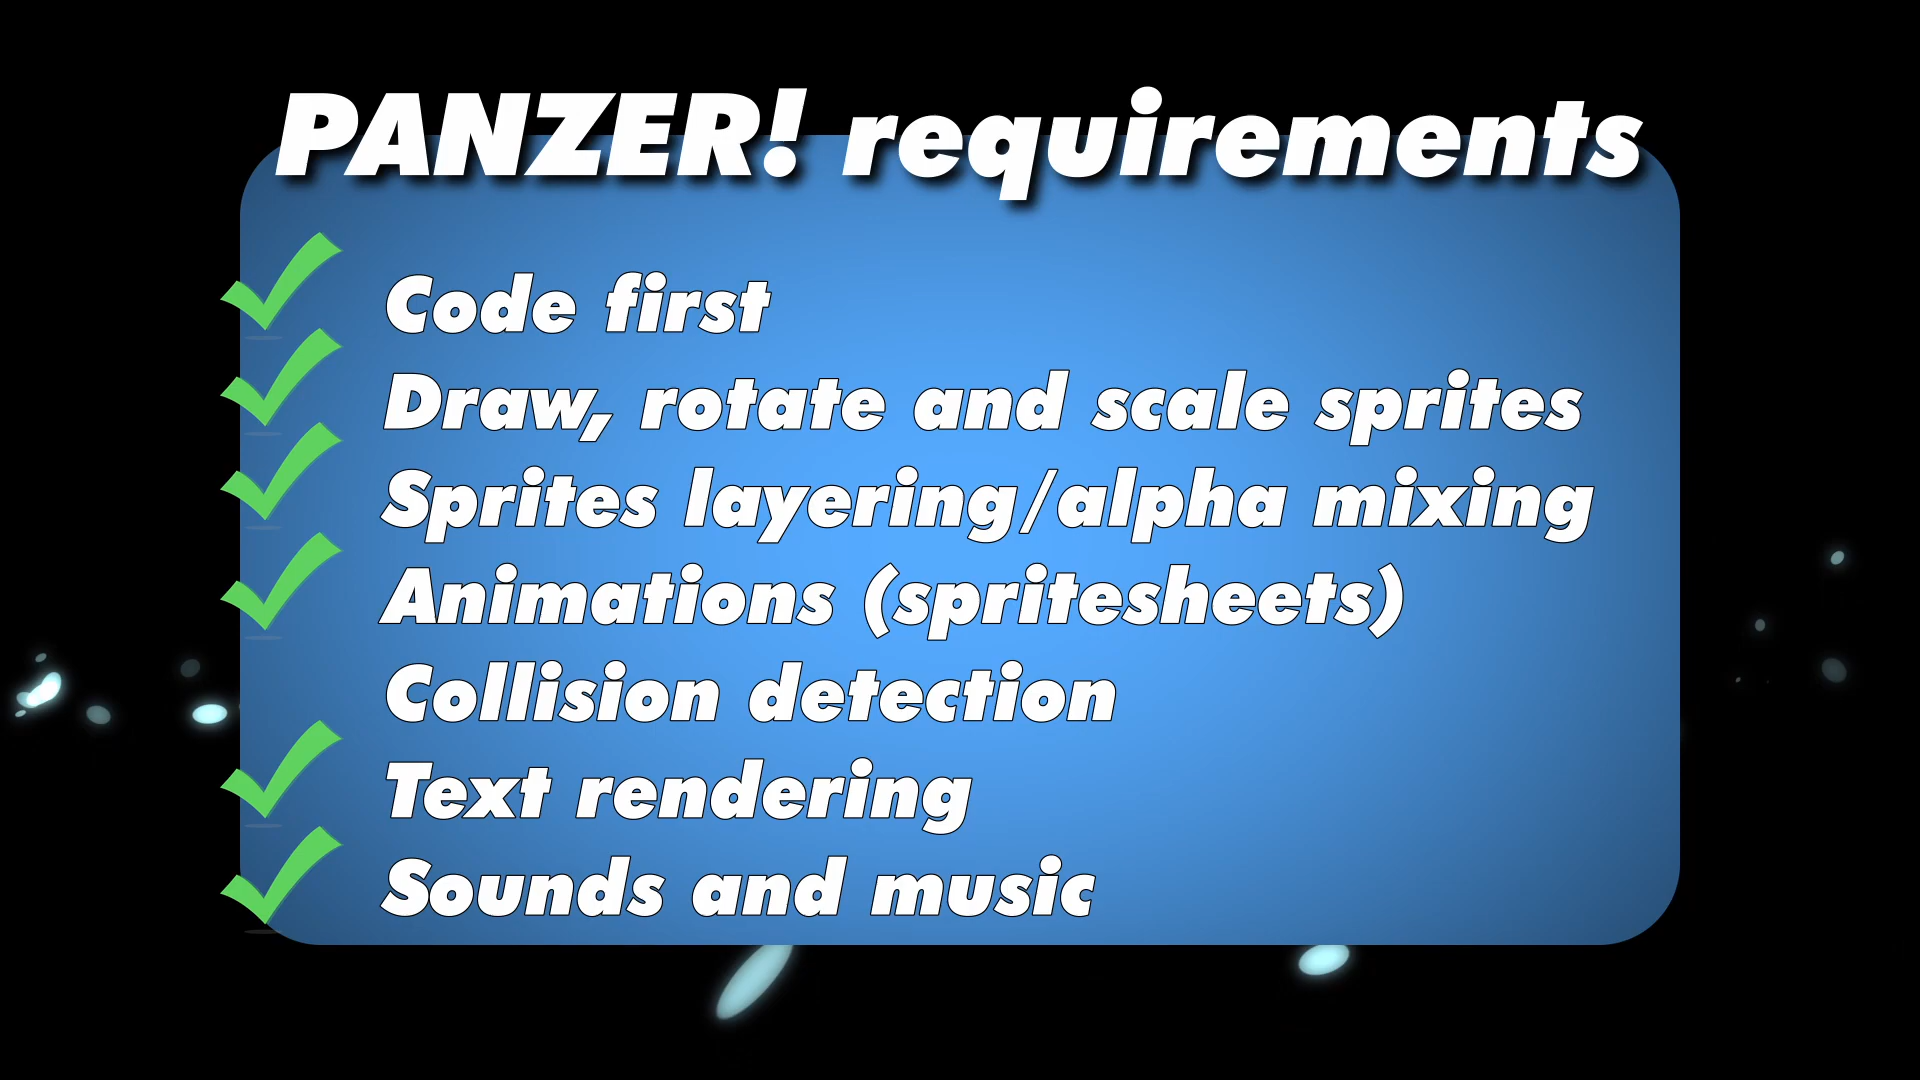 PANZER! requirements
Code first
Draw, rotate and scale sprites
Sprites layering/alpha mixing
Animations (spritesheets)
Collision detection
Text rendering
Sounds and music